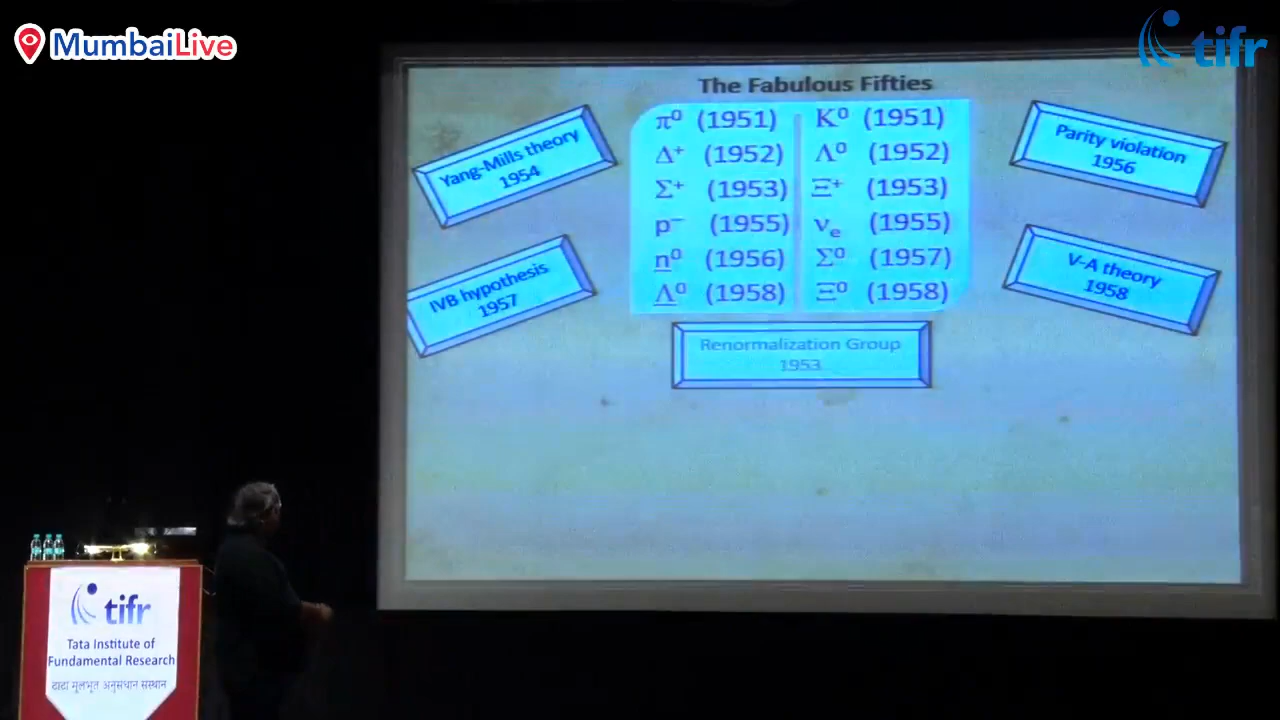 MumbaiLive
tifr
The Fabulous Fifties
Yang-Mills theory
1954
IVB hypothesis
1957
π⁰ (1951) K⁰ (1951)
Δ⁺ (1952) Λ⁰ (1952)
Σ⁺ (1953) Ξ⁺ (1953)
p⁻ (1955) νₑ (1955)
n⁰ (1956) Σ⁰ (1957)
Λ⁰ (1958) Ξ⁰ (1958)
Parity violation
1956
V-A theory
1958
Renormalization Group
1953
tifr
Tata Institute of
Fundamental Research
टाटा मूलभूत अनुसंधान संस्थान